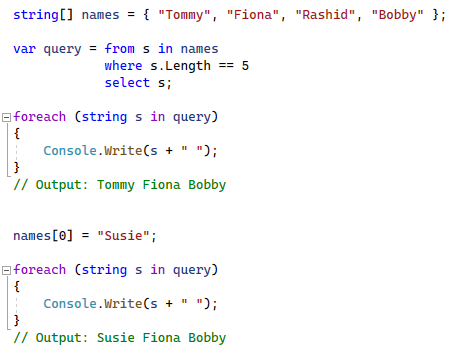 string[] names = { "Tommy", "Fiona", "Rashid", "Bobby" };
var query = from s in names
where s.Length == 5
select s;
foreach (string s in query)
{
Console.Write(s + " ");
}
// Output: Tommy Fiona Bobby
names[0] = "Susie";
foreach (string s in query)
{
Console.Write(s + " ");
}
// Output: Susie Fiona Bobby